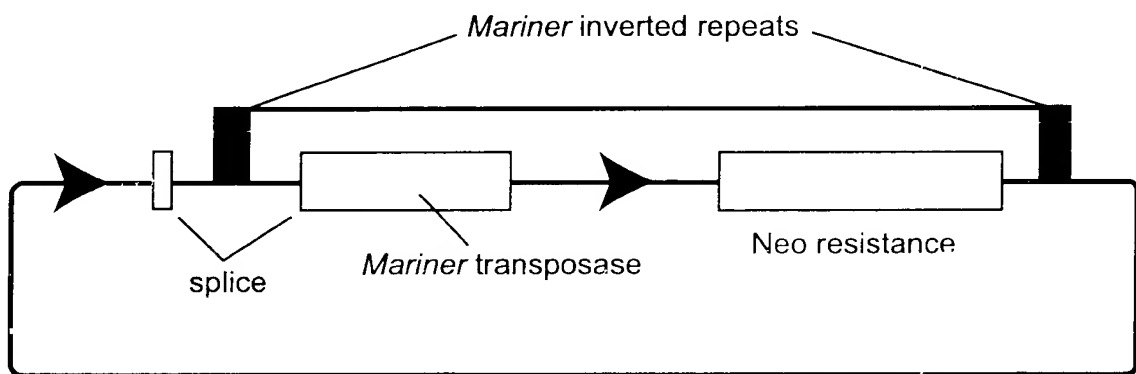 Mariner inverted repeats
splice
Mariner transposase
Neo resistance